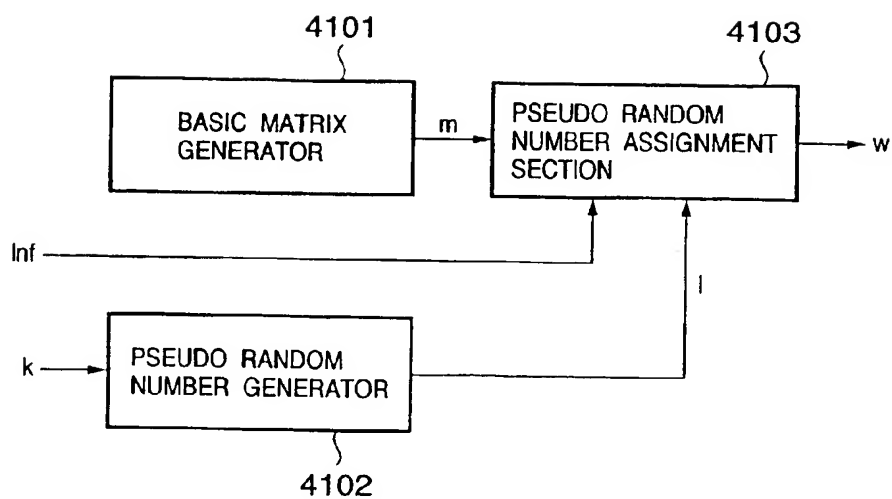 4101
4103
BASIC MATRIX
GENERATOR
m
PSEUDO RANDOM
NUMBER ASSIGNMENT
SECTION
w
Inf
l
k
PSEUDO RANDOM
NUMBER GENERATOR
4102